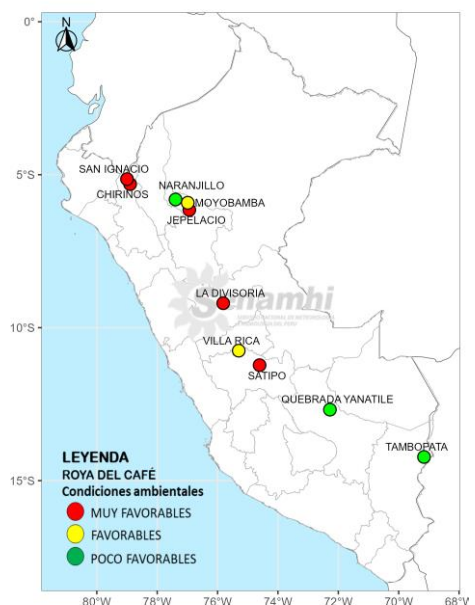 N
0°
SAN IGNACIO
NARANJILLO
5°S
CHIRINOS
MOYOBAMBA
JEPELACIO
LA DIVISORIA
Senamhi
10°S
VILLA RICA
SATIPO
QUEBRADA YANATILE
TAMBOPATA
LEYENDA
ROYA DEL CAFÉ
15°S
Condiciones ambientales
MUY FAVORABLES
FAVORABLES
POCO FAVORABLES
80°W 78°W 76°W 74°W 72°W 70°W 68°W